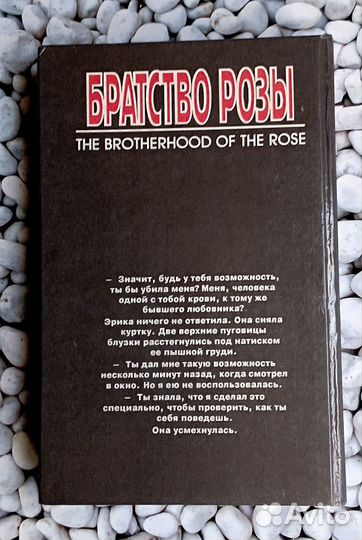 БРАТСТВО РОЗЫ
THE BROTHERHOOD OF THE ROSE
– Значит, будь у тебя возможность,
ты бы убила меня? Меня, человека
одной с тобой крови, к тому же
бывшего любовника?
Эрика ничего не ответила. Она сняла
куртку. Две верхние пуговицы
блузки расстегнулись под натиском
ее пышной груди.
– Ты дал мне такую возможность
несколько минут назад, когда смотрел
в окно. Но я ею не воспользовалась.
– Ты знала, что я сделал это
специально, чтобы проверить, как ты
себя поведешь.
Она усмехнулась.
Avito